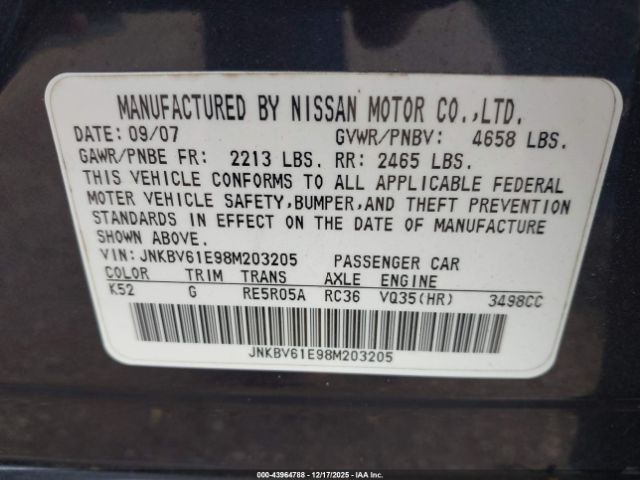 MANUFACTURED BY NISSAN MOTOR CO.,LTD.
DATE: 09/07 GVWR/PNBV: 4658 LBS.
GAWR/PNBE FR: 2213 LBS. RR: 2465 LBS.
THIS VEHICLE CONFORMS TO ALL APPLICABLE FEDERAL
MOTER VEHICLE SAFETY,BUMPER,AND THEFT PREVENTION
STANDARDS IN EFFECT ON THE DATE OF MANUFACTURE
SHOWN ABOVE.
VIN: JNKBV61E98M203205 PASSENGER CAR
COLOR TRIM TRANS AXLE ENGINE
K52 G RE5R05A RC36 VQ35(HR) 3498CC
JNKBV61E98M203205
000-43964788 - 12/17/2025 - IAA Inc.